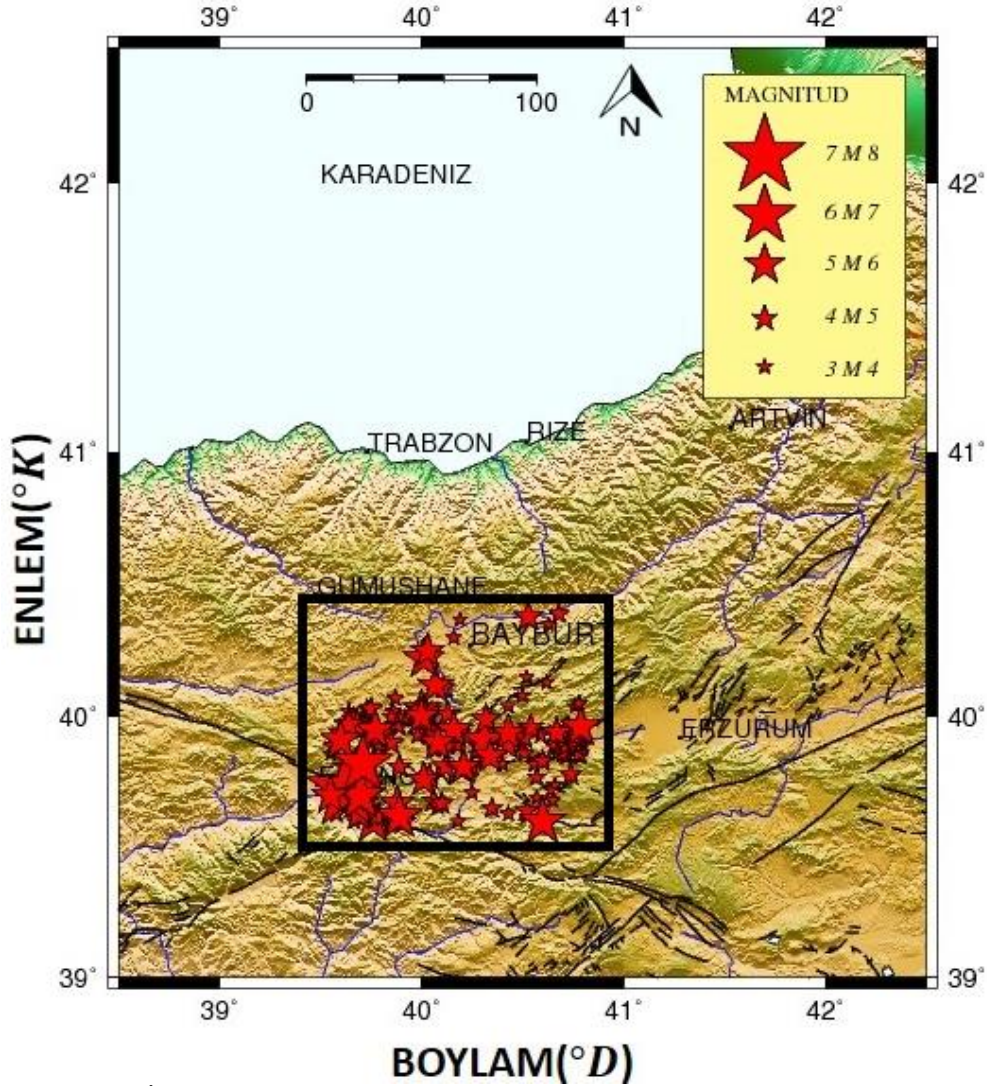 39° 40° 41° 42°
MAGNITUD
7 M 8
6 M 7
5 M 6
4 M 5
3 M 4
0 100
N
KARADENIZ
42° 42°
ARTVIN
RIZE
TRABZON
41° 41°
GUMUSHANE
BAYBUR
40° 40°
ERZURUM
39° 39°
39° 40° 41° 42°
ENLEM(°K)
BOYLAM(°D)